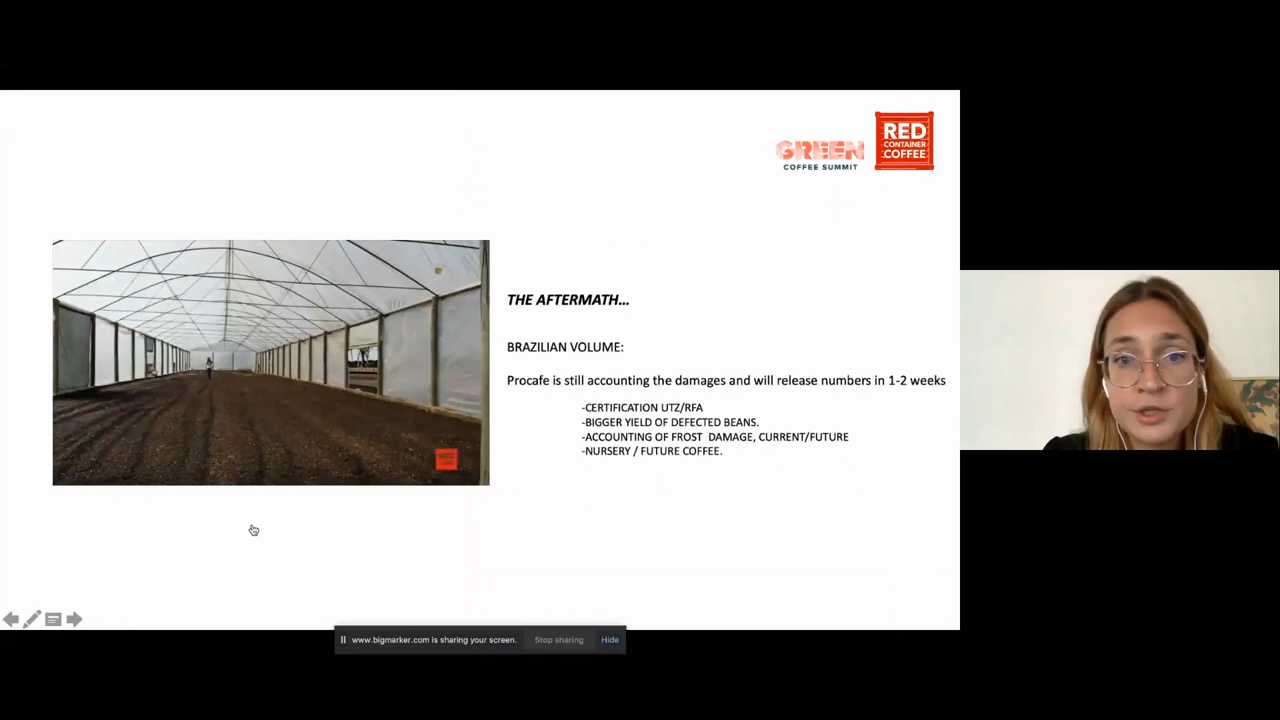 GREEN
COFFEE SUMMIT
RED
CONTAINER
COFFEE
THE AFTERMATH...
BRAZILIAN VOLUME:
Procafe is still accounting the damages and will release numbers in 1-2 weeks
-CERTIFICATION UTZ/RFA
-BIGGER YIELD OF DEFECTED BEANS.
-ACCOUNTING OF FROST DAMAGE, CURRENT/FUTURE
-NURSERY / FUTURE COFFEE.
www.bigmarker.com is sharing your screen. Stop sharing Hide